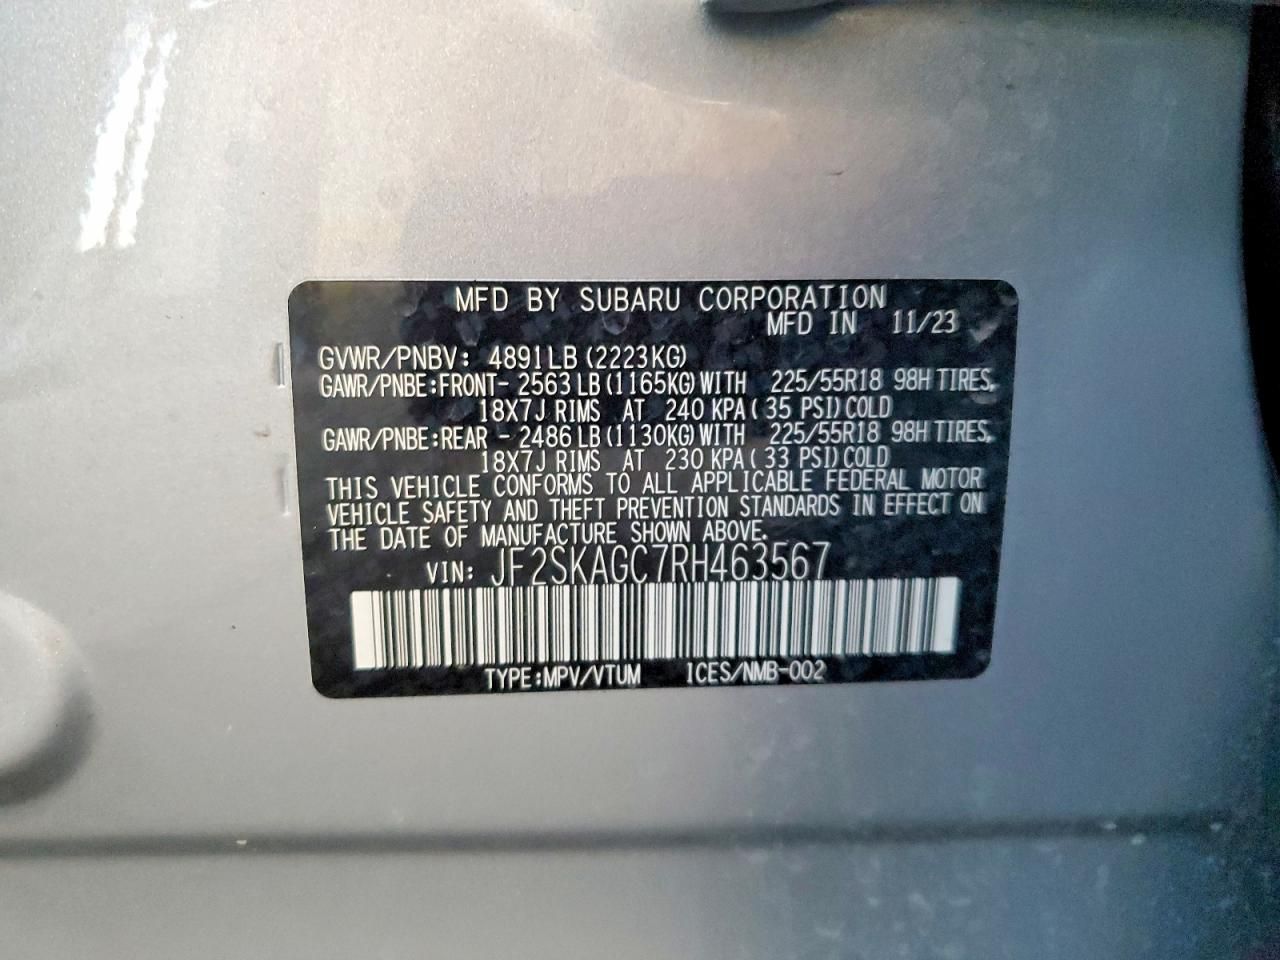 MFD BY SUBARU CORPORATION
MFD IN 11/23
GVWR/PNBV: 4891LB(2223KG)
GAWR/PNBE:FRONT- 2563LB(1165KG)WITH 225/55R18 98H TIRES,
18X7J RIMS AT 240 KPA(35 PSI)COLD
GAWR/PNBE:REAR - 2486LB(1130KG)WITH 225/55R18 98H TIRES,
18X7J RIMS AT 230 KPA(33 PSI)COLD
THIS VEHICLE CONFORMS TO ALL APPLICABLE FEDERAL MOTOR
VEHICLE SAFETY AND THEFT PREVENTION STANDARDS IN EFFECT ON
THE DATE OF MANUFACTURE SHOWN ABOVE.
VIN: JF2SKAGC7RH463567
TYPE:MPV/VTUM ICES/NMB-002